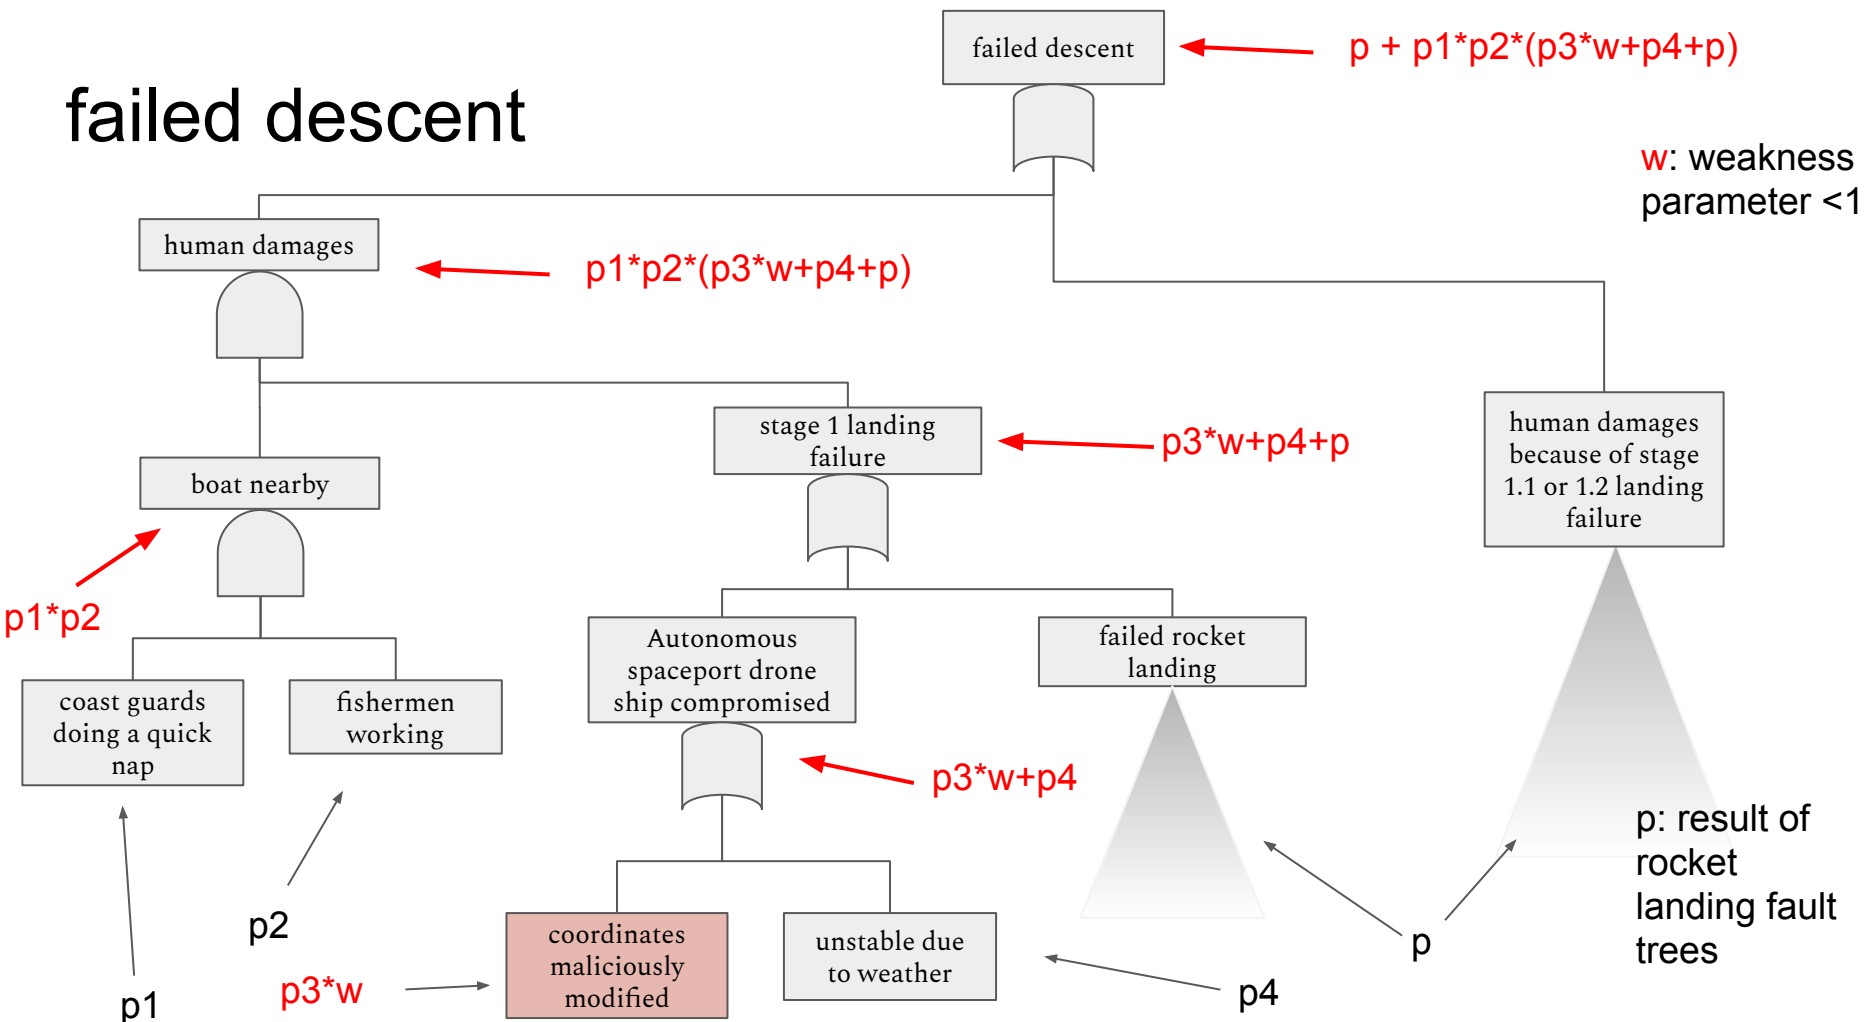 failed descent
failed descent
p + p1*p2*(p3*w+p4+p)
w: weakness
parameter <1
human damages
p1*p2*(p3*w+p4+p)
stage 1 landing
failure
p3*w+p4+p
human damages
because of stage
1.1 or 1.2 landing
failure
boat nearby
p1*p2
Autonomous
spaceport drone
ship compromised
failed rocket
landing
coast guards
doing a quick
nap
fishermen
working
p3*w+p4
p: result of
rocket
landing fault
trees
p2
coordinates
maliciously
modified
unstable due
to weather
p
p1
p3*w
p4